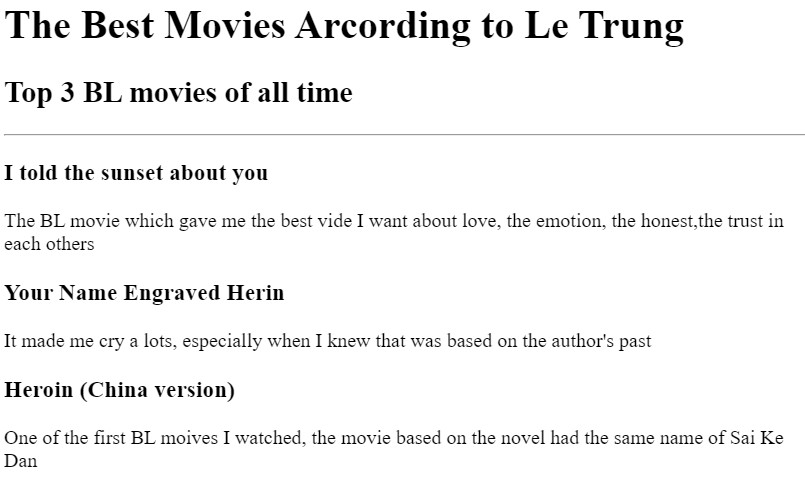 The Best Movies Arcording to Le Trung
Top 3 BL movies of all time
I told the sunset about you
The BL movie which gave me the best vide I want about love, the emotion, the honest,the trust in
each others
Your Name Engraved Herin
It made me cry a lots, especially when I knew that was based on the author's past
Heroin (China version)
One of the first BL moives I watched, the movie based on the novel had the same name of Sai Ke
Dan